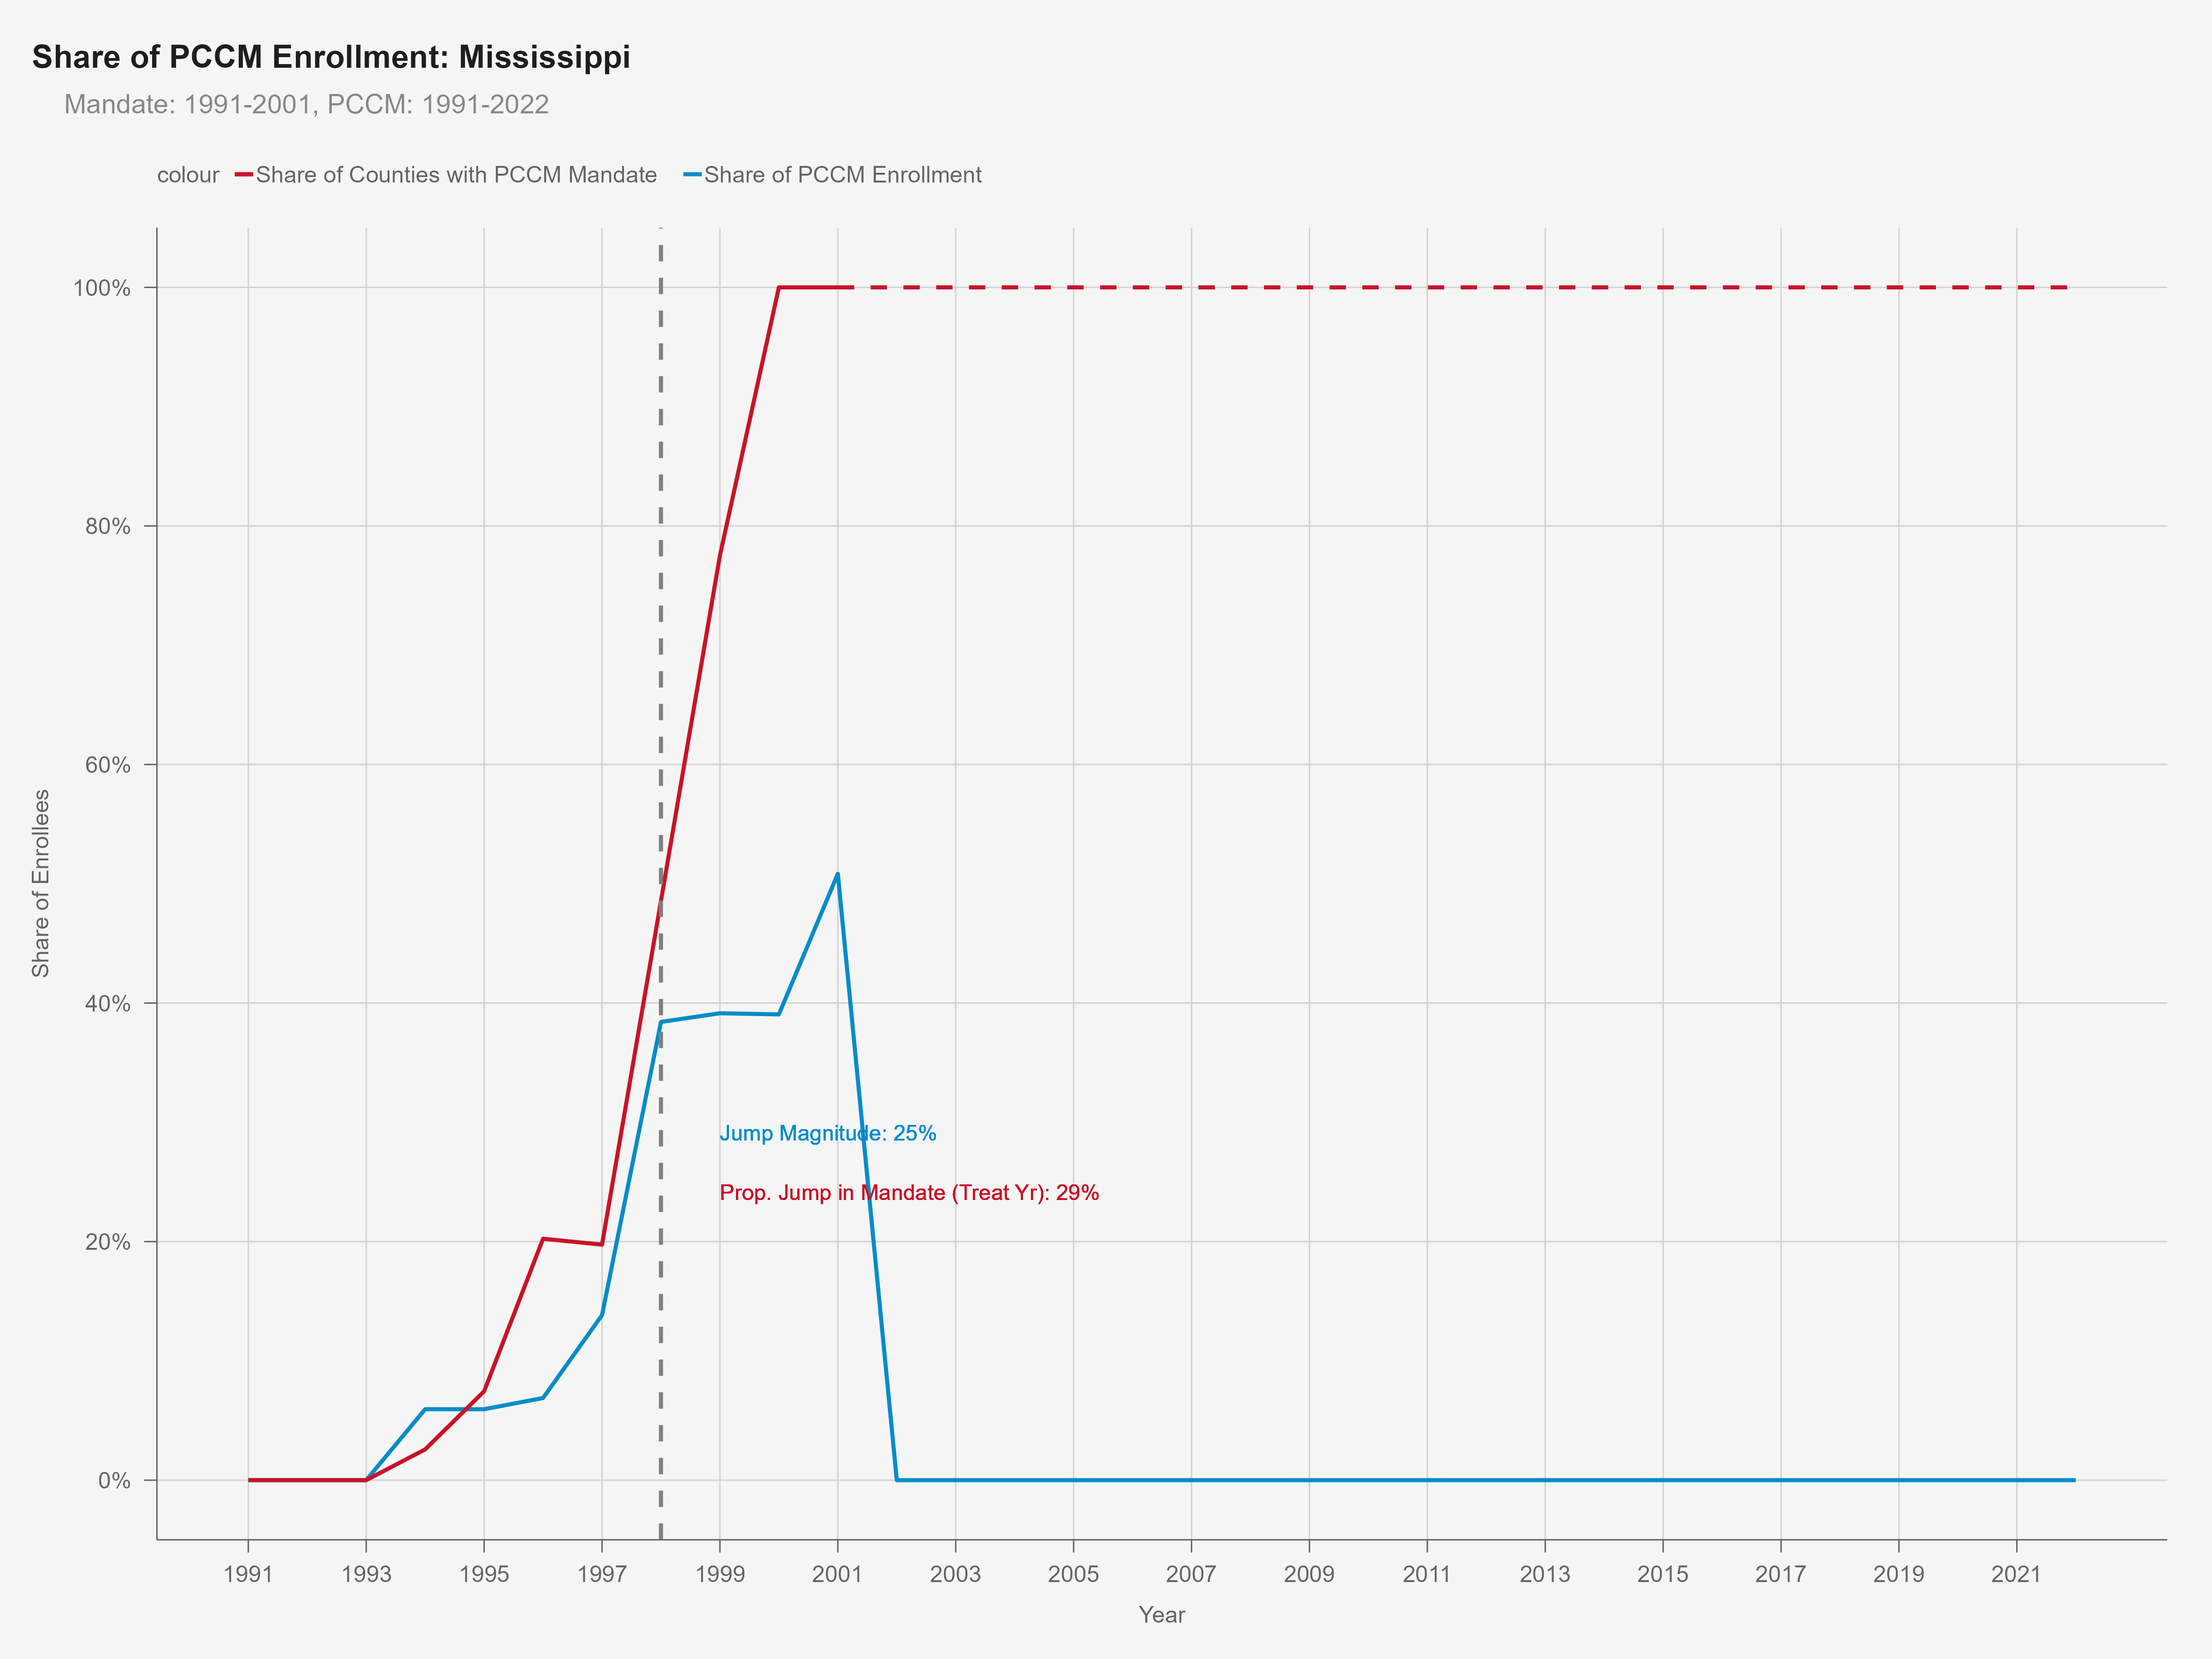 Share of PCCM Enrollment: Mississippi
Mandate: 1991-2001, PCCM: 1991-2022
colour Share of Counties with PCCM Mandate Share of PCCM Enrollment
100%
80%
60%
40%
20%
0%
Share of Enrollees
Jump Magnitude: 25%
Prop. Jump in Mandate (Treat Yr): 29%
1991 1993 1995 1997 1999 2001 2003 2005 2007 2009 2011 2013 2015 2017 2019 2021
Year